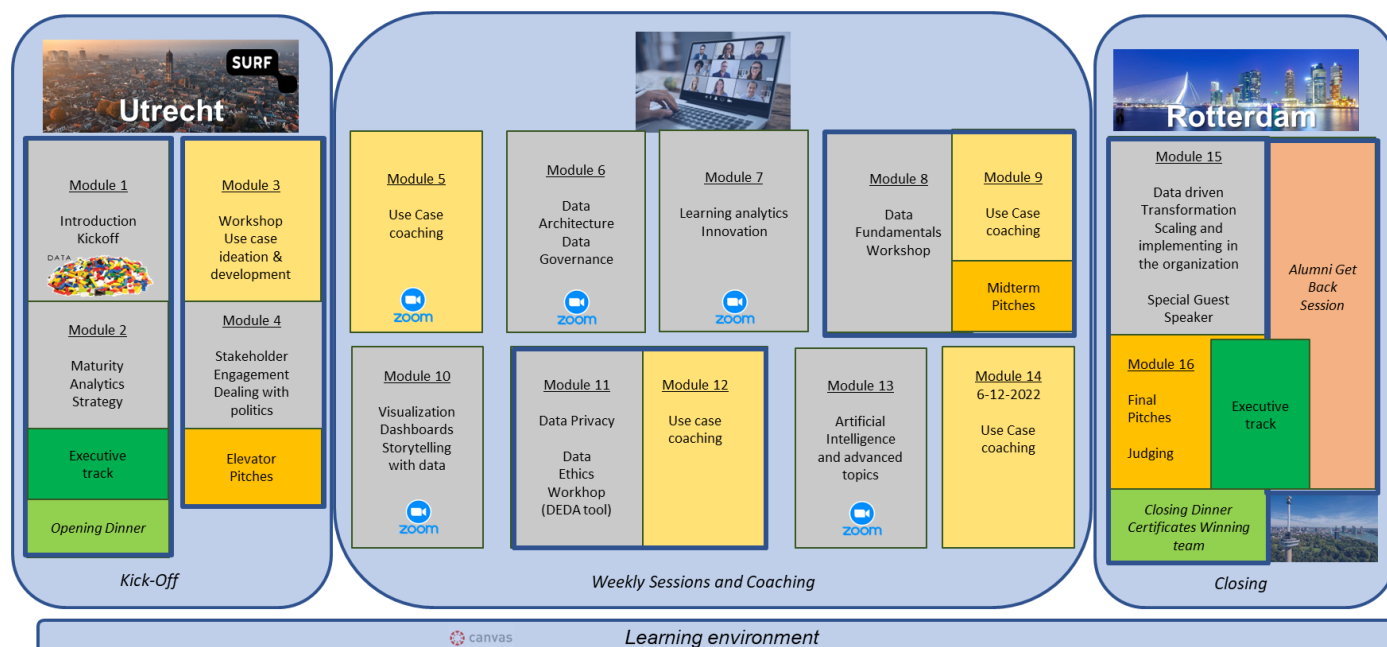 SURF
Utrecht
Module 1
Introduction
Kickoff
DATA
Module 2
Maturity
Analytics
Strategy
Executive
track
Opening Dinner
Module 3
Workshop
Use case
ideation &
development
Module 4
Stakeholder
Engagement
Dealing with
politics
Elevator
Pitches
Kick-Off
Module 5
Use Case
coaching
zoom
Module 6
Data
Architecture
Data
Governance
zoom
Module 7
Learning analytics
Innovation
zoom
Module 8
Data
Fundamentals
Workshop
Module 9
Use Case
coaching
Midterm
Pitches
Module 10
Visualization
Dashboards
Storytelling
with data
zoom
Module 11
Data Privacy
Data
Ethics
Workhop
(DEDA tool)
Module 12
Use case
coaching
Module 13
Artificial
Intelligence
and advanced
topics
zoom
Module 14
6-12-2022
Use Case
coaching
Weekly Sessions and Coaching
Rotterdam
Module 15
Data driven
Transformation
Scaling and
implementing in
the organization
Special Guest
Speaker
Alumni Get
Back
Session
Module 16
Final
Pitches
Judging
Executive
track
Closing Dinner
Certificates Winning
team
Closing
canvas
Learning environment